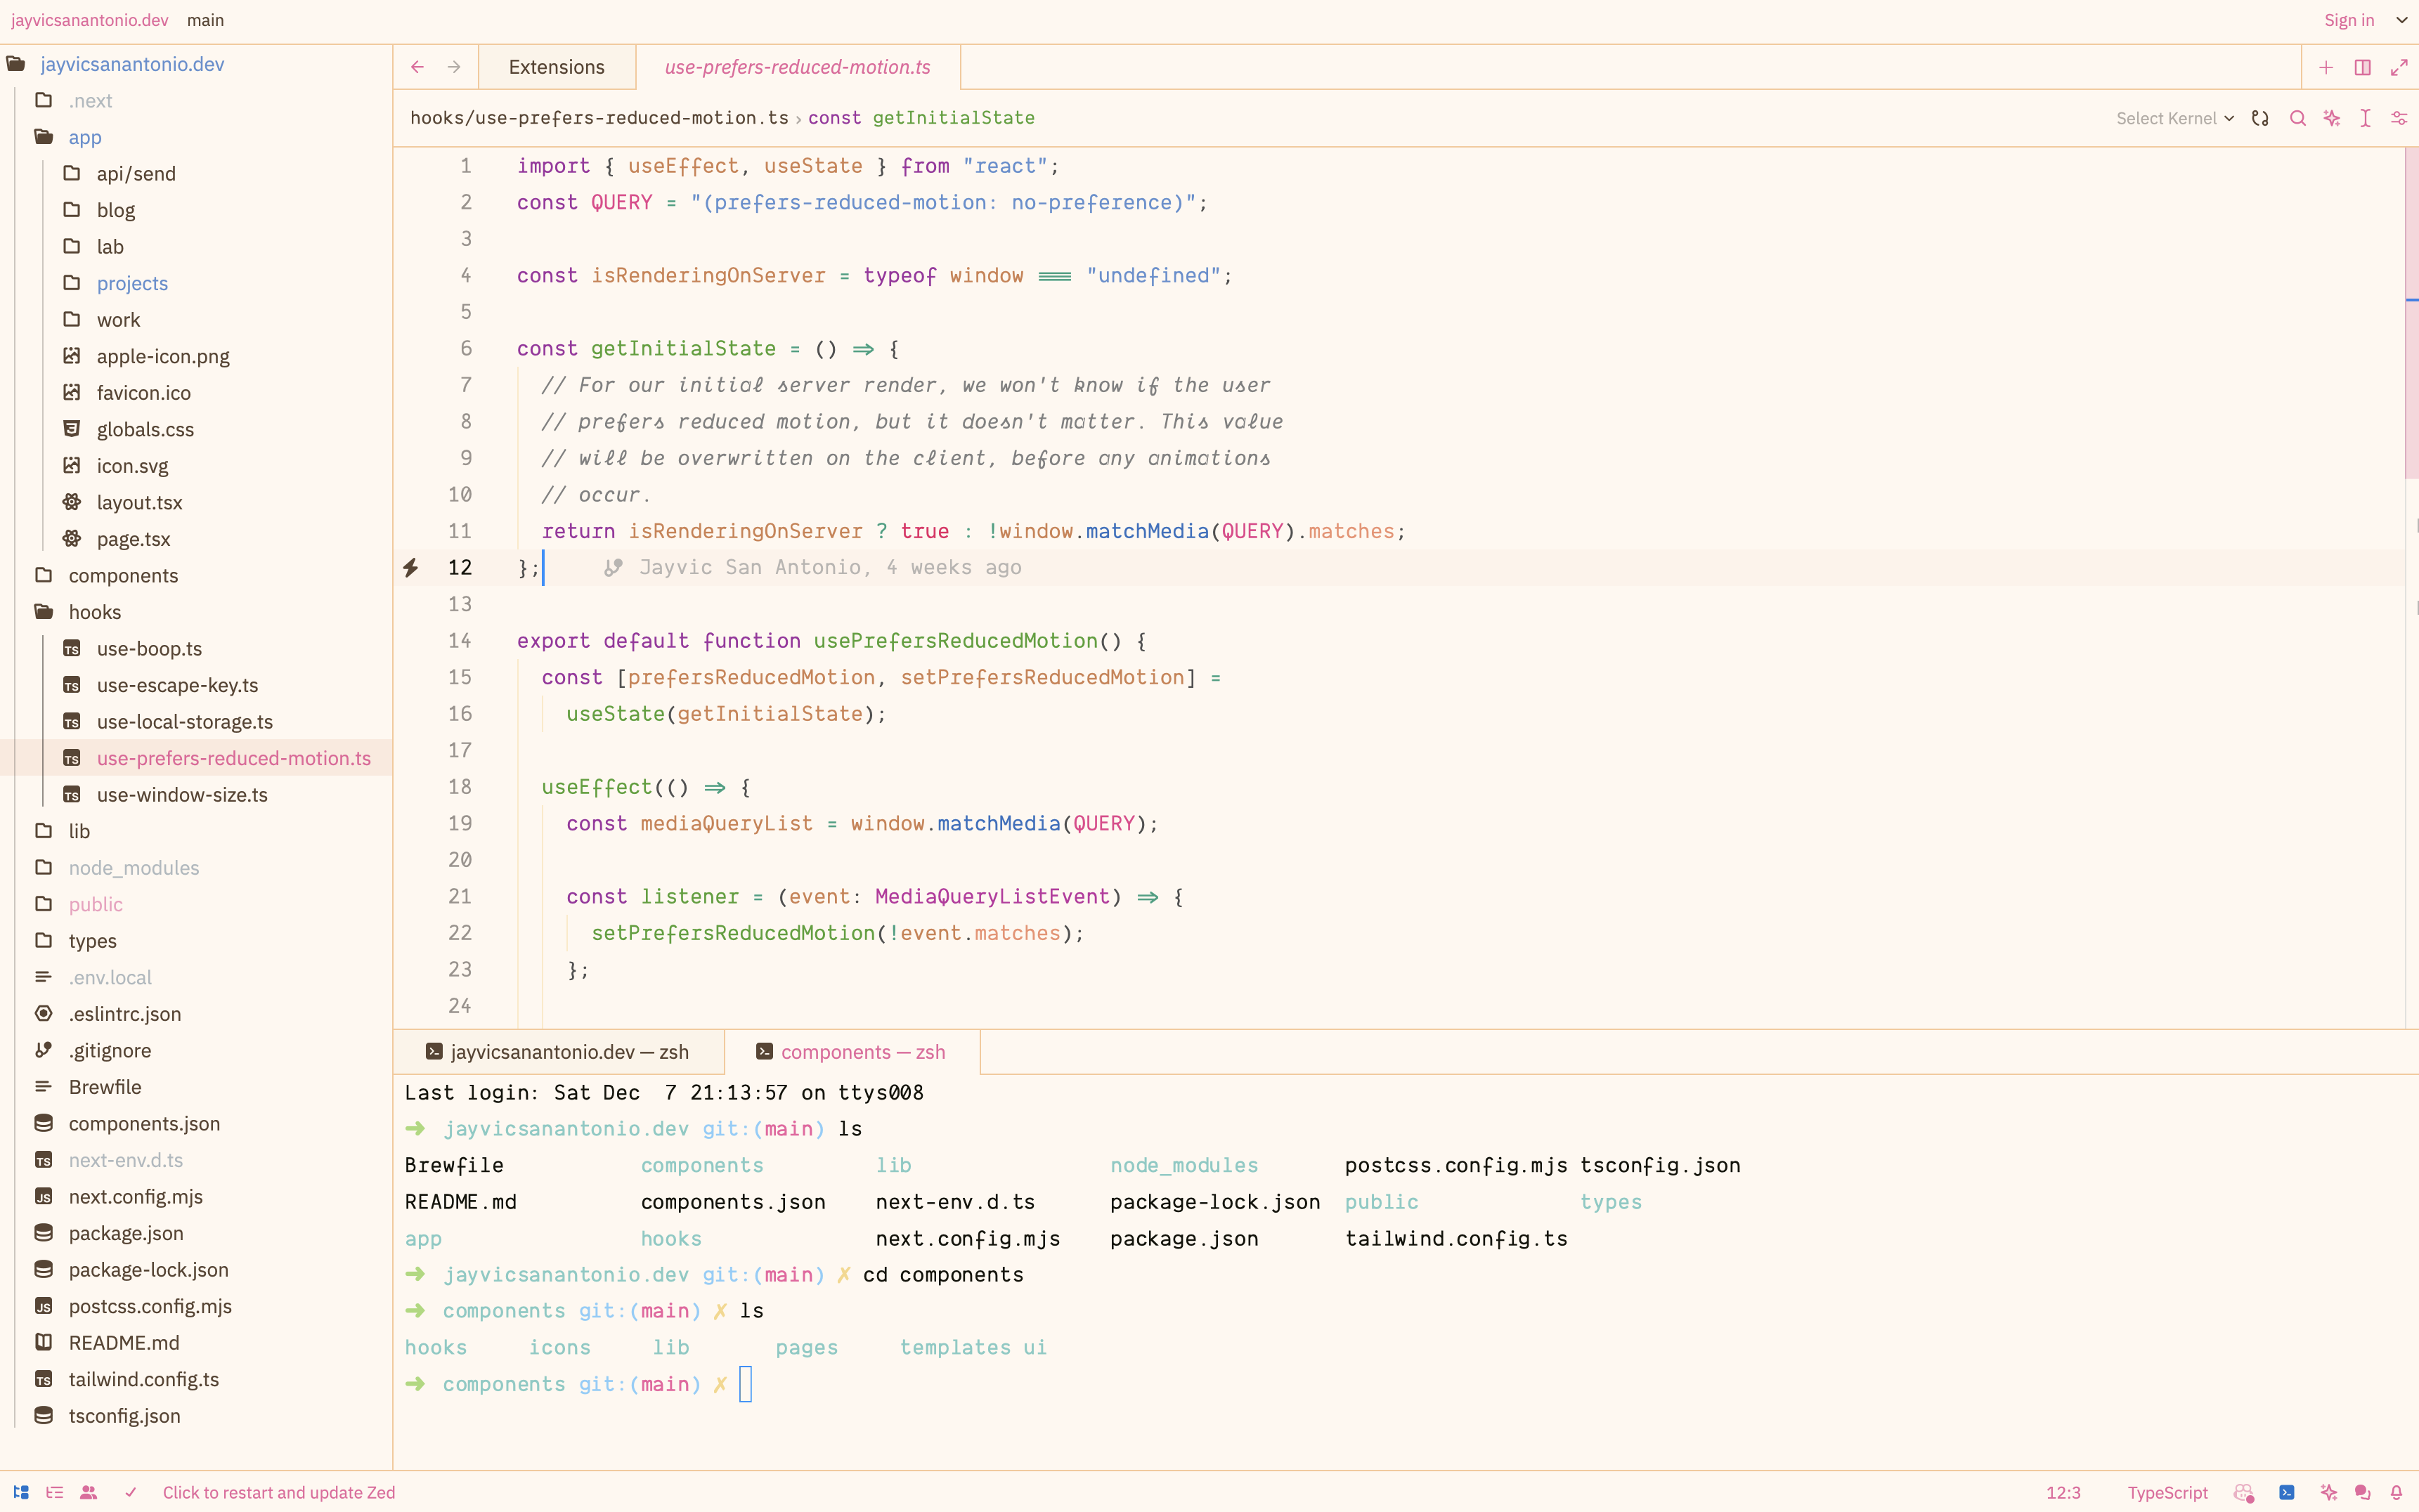 jayvicsanantonio.dev main
Sign in
jayvicsanantonio.dev
.next
app
api/send
blog
lab
projects
work
apple-icon.png
favicon.ico
globals.css
icon.svg
layout.tsx
page.tsx
components
hooks
use-boop.ts
use-escape-key.ts
use-local-storage.ts
use-prefers-reduced-motion.ts
use-window-size.ts
lib
node_modules
public
types
.env.local
.eslintrc.json
.gitignore
Brewfile
components.json
next-env.d.ts
next.config.mjs
package.json
package-lock.json
postcss.config.mjs
README.md
tailwind.config.ts
tsconfig.json
Extensions use-prefers-reduced-motion.ts
hooks/use-prefers-reduced-motion.ts › const getInitialState
Select Kernel
1 import { useEffect, useState } from "react";
2 const QUERY = "(prefers-reduced-motion: no-preference)";
3
4 const isRenderingOnServer = typeof window === "undefined";
5
6 const getInitialState = () => {
7 // For our initial server render, we won't know if the user
8 // prefers reduced motion, but it doesn't matter. This value
9 // will be overwritten on the client, before any animations
10 // occur.
11 return isRenderingOnServer ? true : !window.matchMedia(QUERY).matches;
12 }; Jayvic San Antonio, 4 weeks ago
13
14 export default function usePrefersReducedMotion() {
15 const [prefersReducedMotion, setPrefersReducedMotion] =
16 useState(getInitialState);
17
18 useEffect(() => {
19 const mediaQueryList = window.matchMedia(QUERY);
20
21 const listener = (event: MediaQueryListEvent) => {
22 setPrefersReducedMotion(!event.matches);
23 };
24
jayvicsanantonio.dev — zsh components — zsh
Last login: Sat Dec  7 21:13:57 on ttys008
➜ jayvicsanantonio.dev git:(main) ls
Brewfile components lib node_modules postcss.config.mjs tsconfig.json
README.md components.json next-env.d.ts package-lock.json public types
app hooks next.config.mjs package.json tailwind.config.ts
➜ jayvicsanantonio.dev git:(main) ✗ cd components
➜ components git:(main) ✗ ls
hooks icons lib pages templates ui
➜ components git:(main) ✗
Click to restart and update Zed
12:3 TypeScript